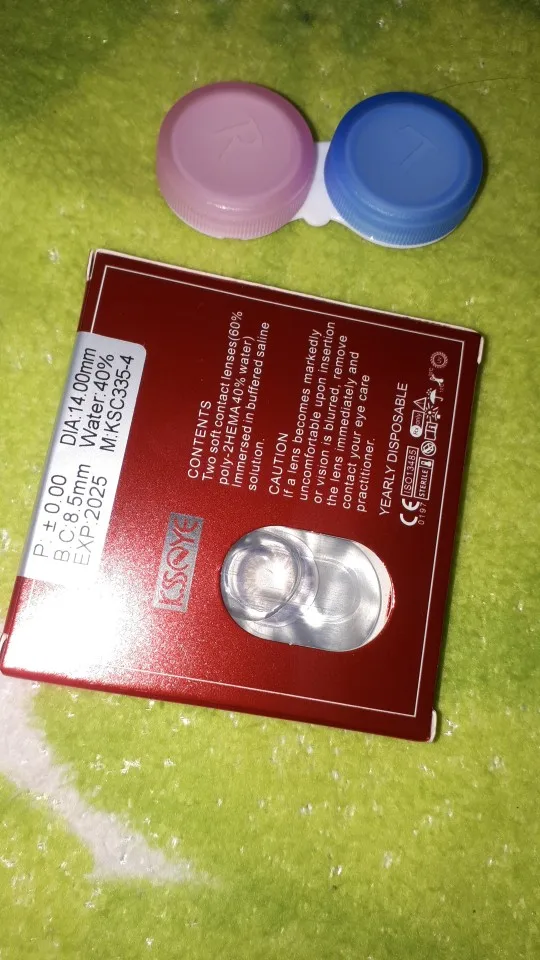 R
L
P: ± 0.00 DIA:14.00mm
B.C:8.5mm Water:40%
EXP:2025 M:KSC335-4
KSSEYE
CONTENTS
Two soft contact lenses(60%
poly-2HEMA 40% water)
Immersed in buffered saline
solution.
CAUTION
if a lens becomes markedly
uncomfortable upon insertion
or vision is blurred, remove
the lens immediately and
contact your eye care
practitioner.
YEARLY DISPOSABLE
CE ISO13485
0197 STERILE